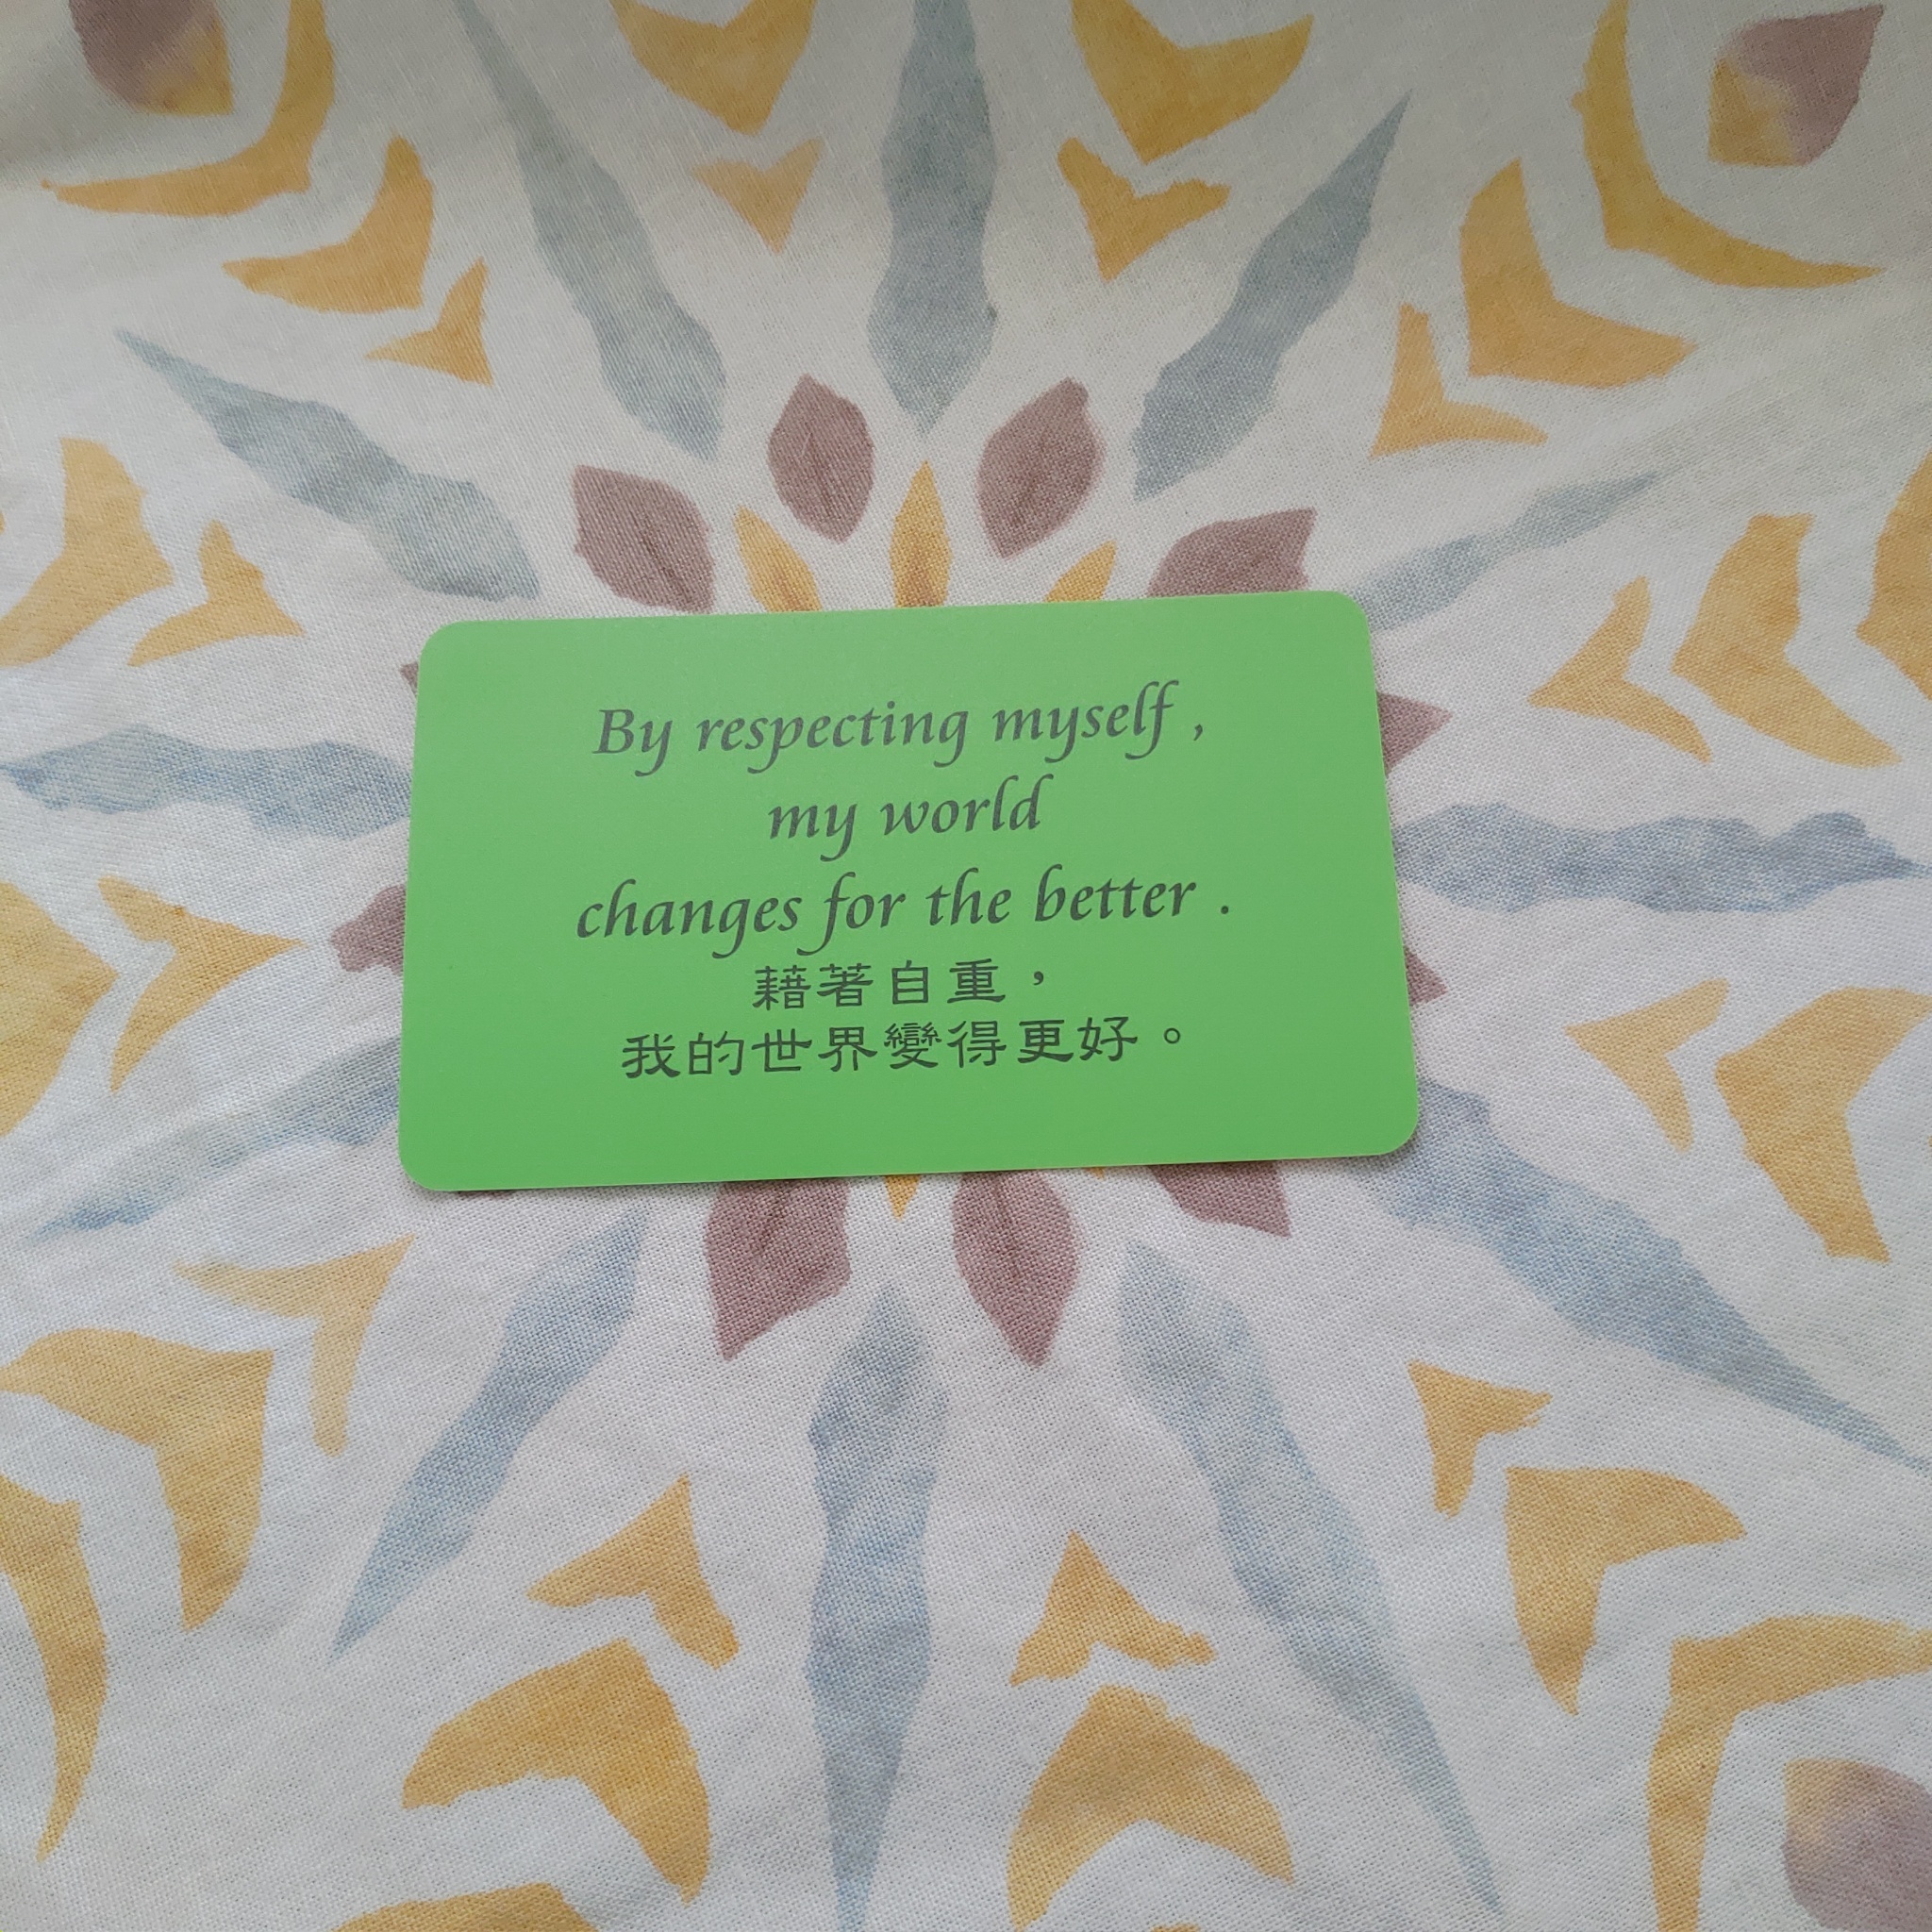 By respecting myself ,
my world
changes for the better .
藉著自重，
我的世界變得更好。